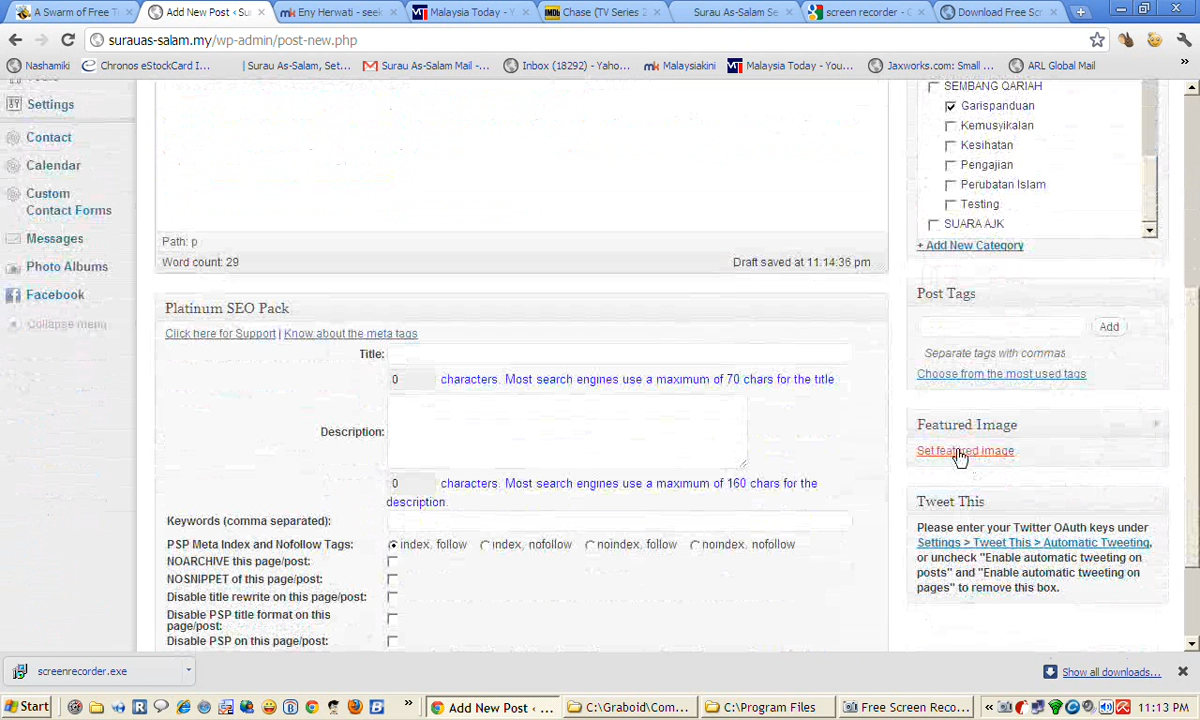 A Swarm of Free T
Add New Post ‹ Su
Eny Herwati - seek
Malaysia Today - Y
Chase (TV Series 2
Surau As-Salam Se
screen recorder - G
Download Free Scr
surauas-salam.my/wp-admin/post-new.php
Nashamiki
Chronos eStockCard I...
Surau As-Salam, Set...
Surau As-Salam Mail -...
Inbox (18292) - Yaho...
Malaysiakini
Malaysia Today - You...
Jaxworks.com: Small ...
ARL Global Mail
Settings
Contact
Calendar
Custom
Contact Forms
Messages
Photo Albums
Facebook
Collapse menu
Path: p
Word count: 29
Draft saved at 11:14:36 pm
Platinum SEO Pack
Click here for Support | Know about the meta tags
Title:
0 characters. Most search engines use a maximum of 70 chars for the title
Description:
0 characters. Most search engines use a maximum of 160 chars for the
description.
Keywords (comma separated):
PSP Meta Index and Nofollow Tags: index, follow index, nofollow noindex, follow noindex, nofollow
NOARCHIVE this page/post:
NOSNIPPET of this page/post:
Disable title rewrite on this page/post:
Disable PSP title format on this
page/post:
Disable PSP on this page/post:
SEMBANG QARIAH
Garispanduan
Kemusyikalan
Kesihatan
Pengajian
Perubatan Islam
Testing
SUARA AJK
+ Add New Category
Post Tags
Add
Separate tags with commas
Choose from the most used tags
Featured Image
Set featured image
Tweet This
Please enter your Twitter OAuth keys under
Settings > Tweet This > Automatic Tweeting,
or uncheck "Enable automatic tweeting on
posts" and "Enable automatic tweeting on
pages" to remove this box.
screenrecorder.exe
Show all downloads...
Start
Add New Post ‹ ...
C:\Graboid\Com...
C:\Program Files
Free Screen Reco...
11:13 PM